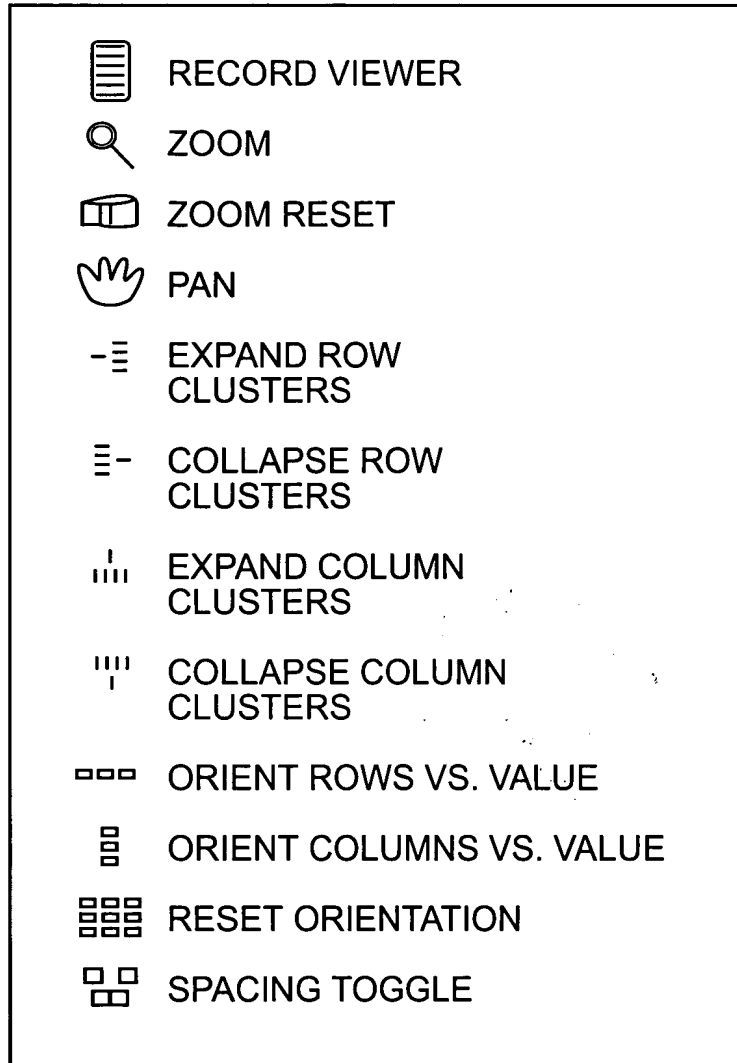 RECORD VIEWER
ZOOM
ZOOM RESET
PAN
EXPAND ROW
CLUSTERS
COLLAPSE ROW
CLUSTERS
EXPAND COLUMN
CLUSTERS
COLLAPSE COLUMN
CLUSTERS
ORIENT ROWS VS. VALUE
ORIENT COLUMNS VS. VALUE
RESET ORIENTATION
SPACING TOGGLE